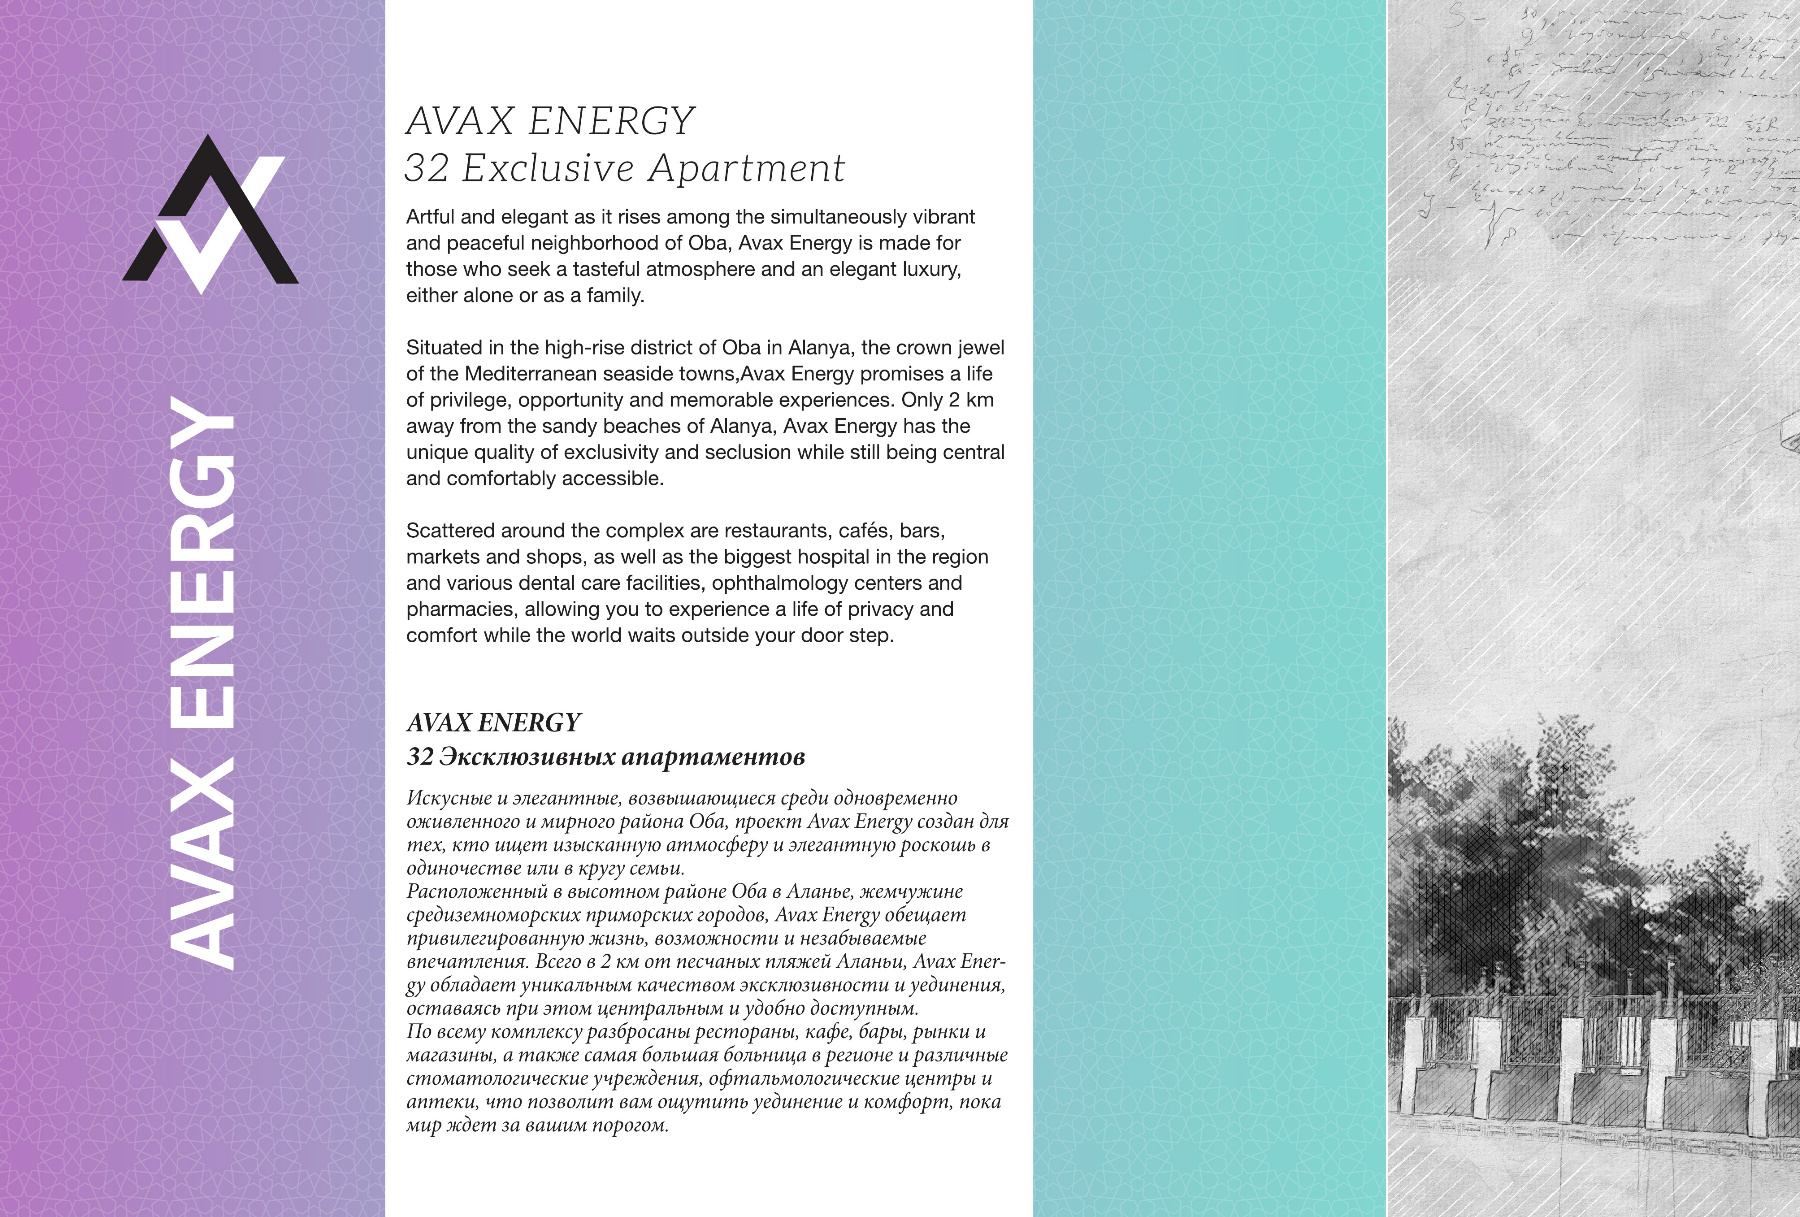 AVAX ENERGY
AVAX ENERGY
32 Exclusive Apartment
Artful and elegant as it rises among the simultaneously vibrant
and peaceful neighborhood of Oba, Avax Energy is made for
those who seek a tasteful atmosphere and an elegant luxury,
either alone or as a family.
Situated in the high-rise district of Oba in Alanya, the crown jewel
of the Mediterranean seaside towns,Avax Energy promises a life
of privilege, opportunity and memorable experiences. Only 2 km
away from the sandy beaches of Alanya, Avax Energy has the
unique quality of exclusivity and seclusion while still being central
and comfortably accessible.
Scattered around the complex are restaurants, cafés, bars,
markets and shops, as well as the biggest hospital in the region
and various dental care facilities, ophthalmology centers and
pharmacies, allowing you to experience a life of privacy and
comfort while the world waits outside your door step.
AVAX ENERGY
32 Эксклюзивных апартаментов
Искусные и элегантные, возвышающиеся среди одновременно
оживленного и мирного района Оба, проект Avax Energy создан для
тех, кто ищет изысканную атмосферу и элегантную роскошь в
одиночестве или в кругу семьи.
Расположенный в высотном районе Оба в Аланье, жемчужине
средиземноморских приморских городов, Avax Energy обещает
привилегированную жизнь, возможности и незабываемые
впечатления. Всего в 2 км от песчаных пляжей Аланьи, Avax Ener-
gy обладает уникальным качеством эксклюзивности и уединения,
оставаясь при этом центральным и удобно доступным.
По всему комплексу разбросаны рестораны, кафе, бары, рынки и
магазины, а также самая большая больница в регионе и различные
стоматологические учреждения, офтальмологические центры и
аптеки, что позволит вам ощутить уединение и комфорт, пока
мир ждет за вашим порогом.